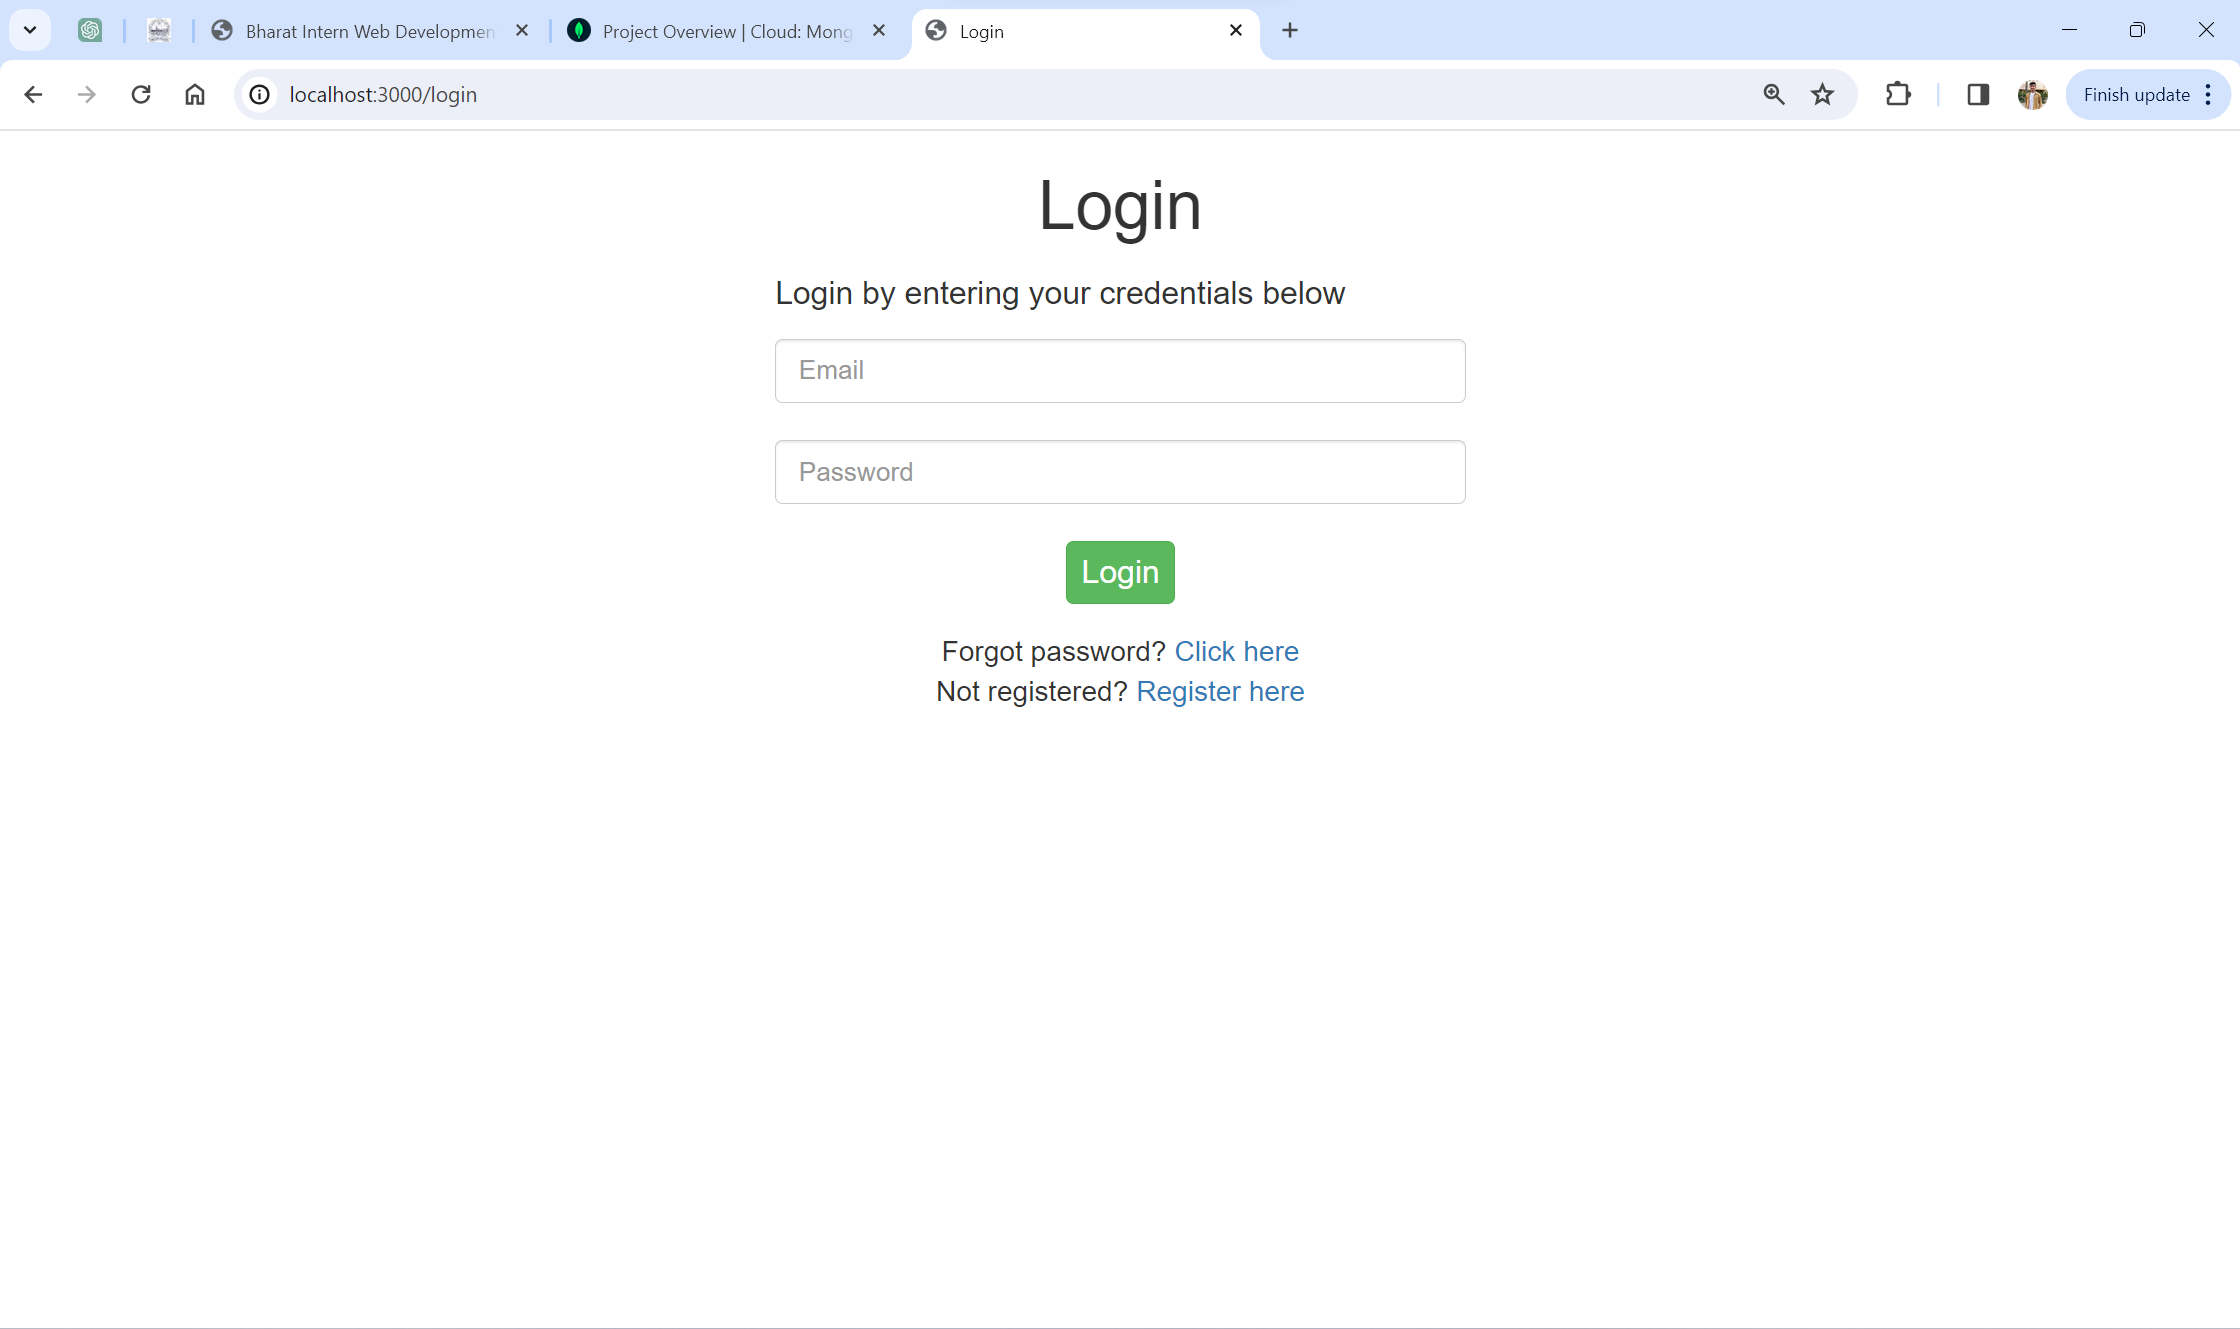 Bharat Intern Web Developmen
Project Overview | Cloud: Mong
Login
localhost:3000/login
Finish update
Login
Login by entering your credentials below
Email
Password
Login
Forgot password? Click here
Not registered? Register here